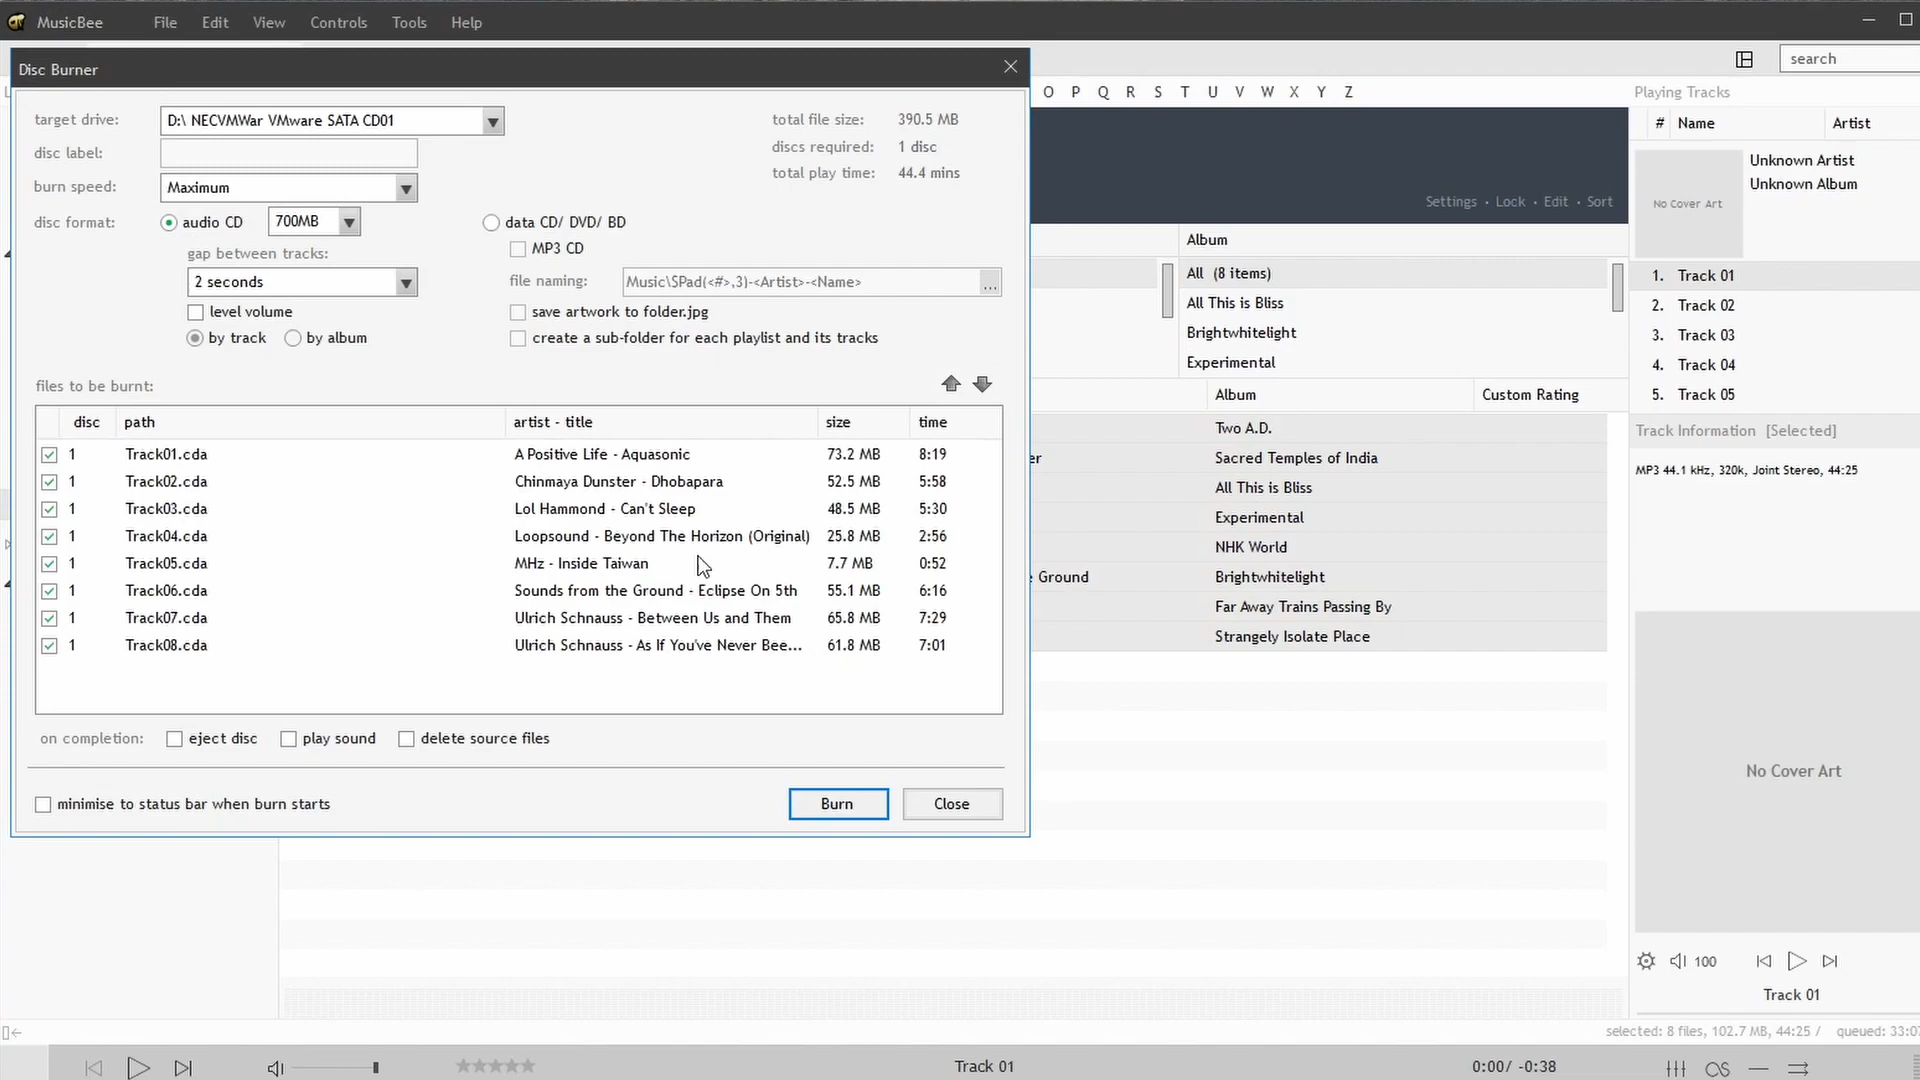 MusicBee File Edit View Controls Tools Help
Disc Burner
search
target drive: D:\ NECVMWar VMware SATA CD01
total file size: 390.5 MB
disc label:
discs required: 1 disc
burn speed: Maximum
total play time: 44.4 mins
disc format: audio CD 700MB data CD/ DVD/ BD
MP3 CD
gap between tracks:
2 seconds
file naming: Music\$Pad(<#>,3)-<Artist>-<Name> ...
level volume
save artwork to folder.jpg
by track by album
create a sub-folder for each playlist and its tracks
files to be burnt:
disc path artist - title size time
1 Track01.cda A Positive Life - Aquasonic 73.2 MB 8:19
1 Track02.cda Chinmaya Dunster - Dhobapara 52.5 MB 5:58
1 Track03.cda Lol Hammond - Can't Sleep 48.5 MB 5:30
1 Track04.cda Loopsound - Beyond The Horizon (Original) 25.8 MB 2:56
1 Track05.cda MHz - Inside Taiwan 7.7 MB 0:52
1 Track06.cda Sounds from the Ground - Eclipse On 5th 55.1 MB 6:16
1 Track07.cda Ulrich Schnauss - Between Us and Them 65.8 MB 7:29
1 Track08.cda Ulrich Schnauss - As If You've Never Bee... 61.8 MB 7:01
on completion: eject disc play sound delete source files
minimise to status bar when burn starts
Burn Close
O P Q R S T U V W X Y Z
Settings · Lock · Edit · Sort
Album
All (8 items)
All This is Bliss
Brightwhitelight
Experimental
Album Custom Rating
Two A.D.
er Sacred Temples of India
All This is Bliss
Experimental
NHK World
Ground Brightwhitelight
Far Away Trains Passing By
Strangely Isolate Place
Playing Tracks
# Name Artist
No Cover Art
Unknown Artist
Unknown Album
1. Track 01
2. Track 02
3. Track 03
4. Track 04
5. Track 05
Track Information [Selected]
MP3 44.1 kHz, 320k, Joint Stereo, 44:25
No Cover Art
100
Track 01
selected: 8 files, 102.7 MB, 44:25 / queued: 33:07
Track 01
0:00/ -0:38